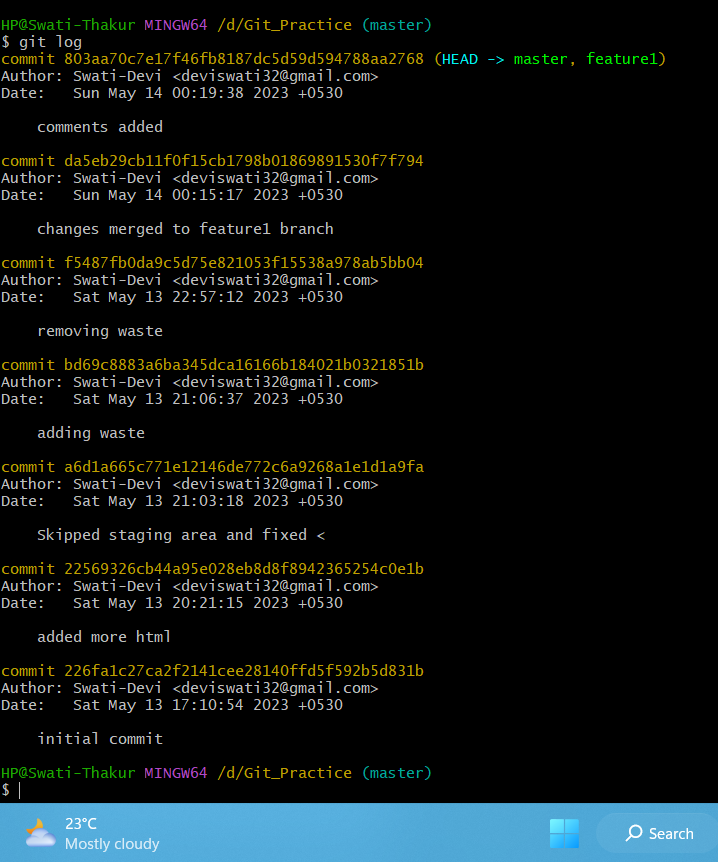 HP@Swati-Thakur MINGW64 /d/Git_Practice (master)
$ git log
commit 803aa70c7e17f46fb8187dc5d59d594788aa2768 (HEAD -> master, feature1)
Author: Swati-Devi <deviswati32@gmail.com>
Date:   Sun May 14 00:19:38 2023 +0530
    comments added
commit da5eb29cb11f0f15cb1798b01869891530f7f794
Author: Swati-Devi <deviswati32@gmail.com>
Date:   Sun May 14 00:15:17 2023 +0530
    changes merged to feature1 branch
commit f5487fb0da9c5d75e821053f15538a978ab5bb04
Author: Swati-Devi <deviswati32@gmail.com>
Date:   Sat May 13 22:57:12 2023 +0530
    removing waste
commit bd69c8883a6ba345dca16166b184021b0321851b
Author: Swati-Devi <deviswati32@gmail.com>
Date:   Sat May 13 21:06:37 2023 +0530
    adding waste
commit a6d1a665c771e12146de772c6a9268a1e1d1a9fa
Author: Swati-Devi <deviswati32@gmail.com>
Date:   Sat May 13 21:03:18 2023 +0530
    Skipped staging area and fixed <
commit 22569326cb44a95e028eb8d8f8942365254c0e1b
Author: Swati-Devi <deviswati32@gmail.com>
Date:   Sat May 13 20:21:15 2023 +0530
    added more html
commit 226fa1c27ca2f2141cee28140ffd5f592b5d831b
Author: Swati-Devi <deviswati32@gmail.com>
Date:   Sat May 13 17:10:54 2023 +0530
    initial commit
HP@Swati-Thakur MINGW64 /d/Git_Practice (master)
$
23°C
Mostly cloudy
Search